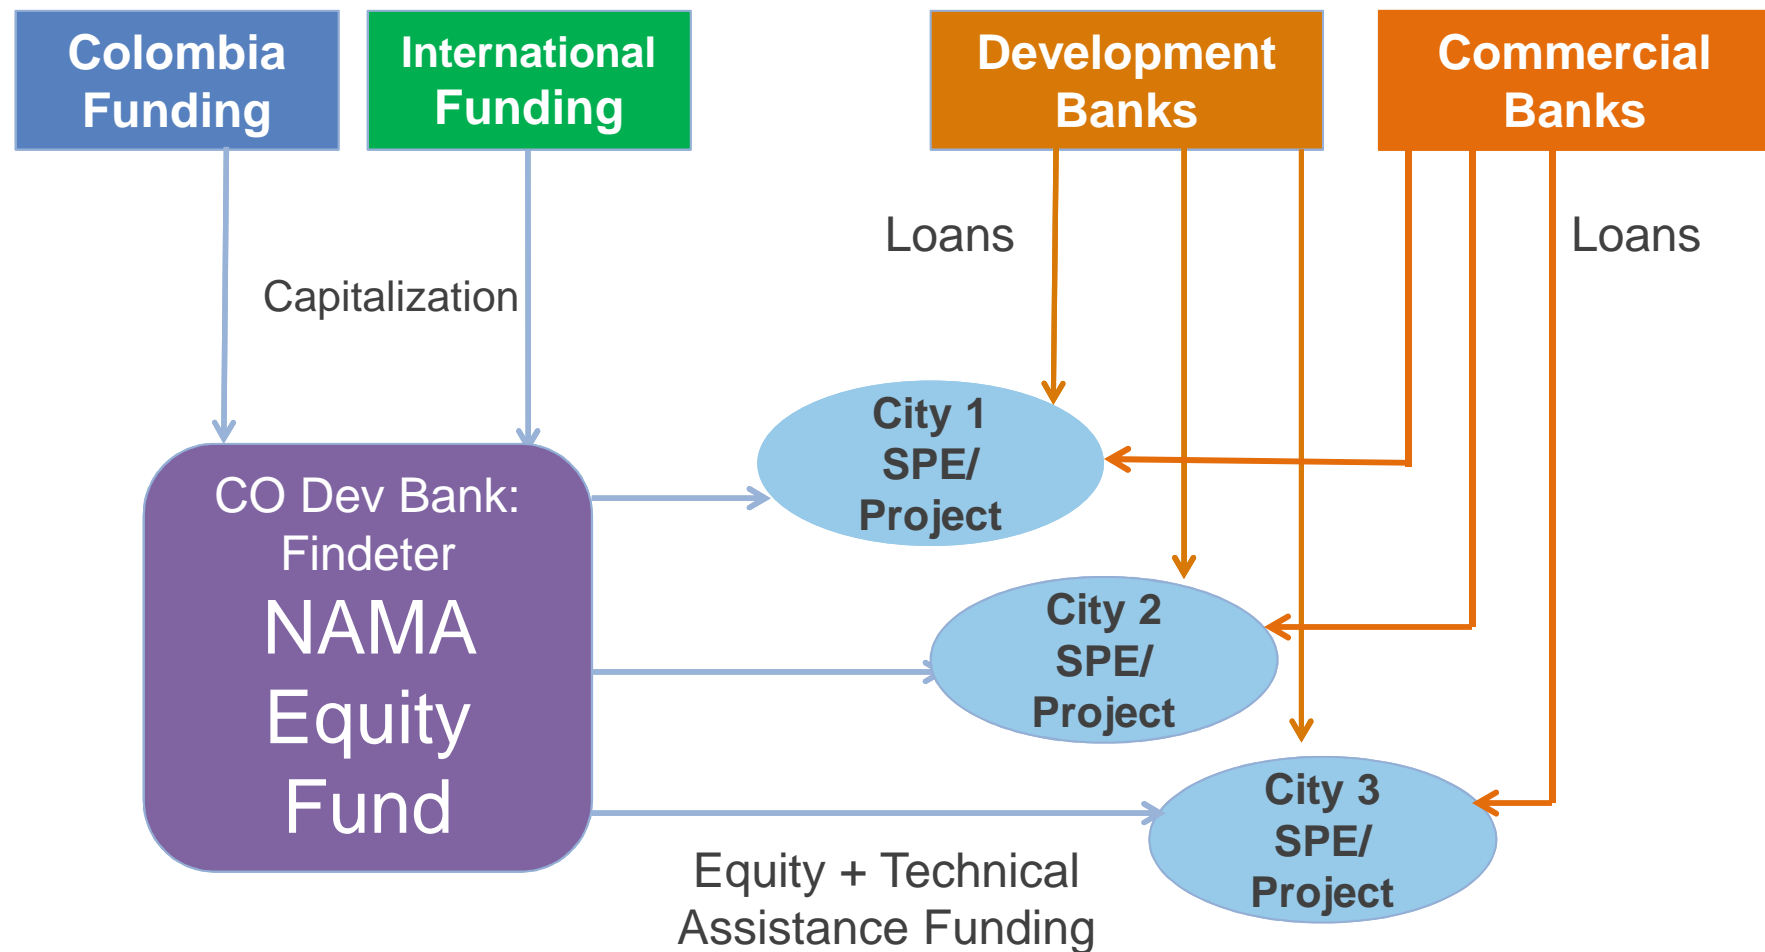 Colombia
Funding
International
Funding
Development
Banks
Commercial
Banks
Loans
Loans
Capitalization
City 1
SPE/
Project
CO Dev Bank:
Findeter
NAMA
Equity
Fund
City 2
SPE/
Project
City 3
SPE/
Project
Equity + Technical
Assistance Funding